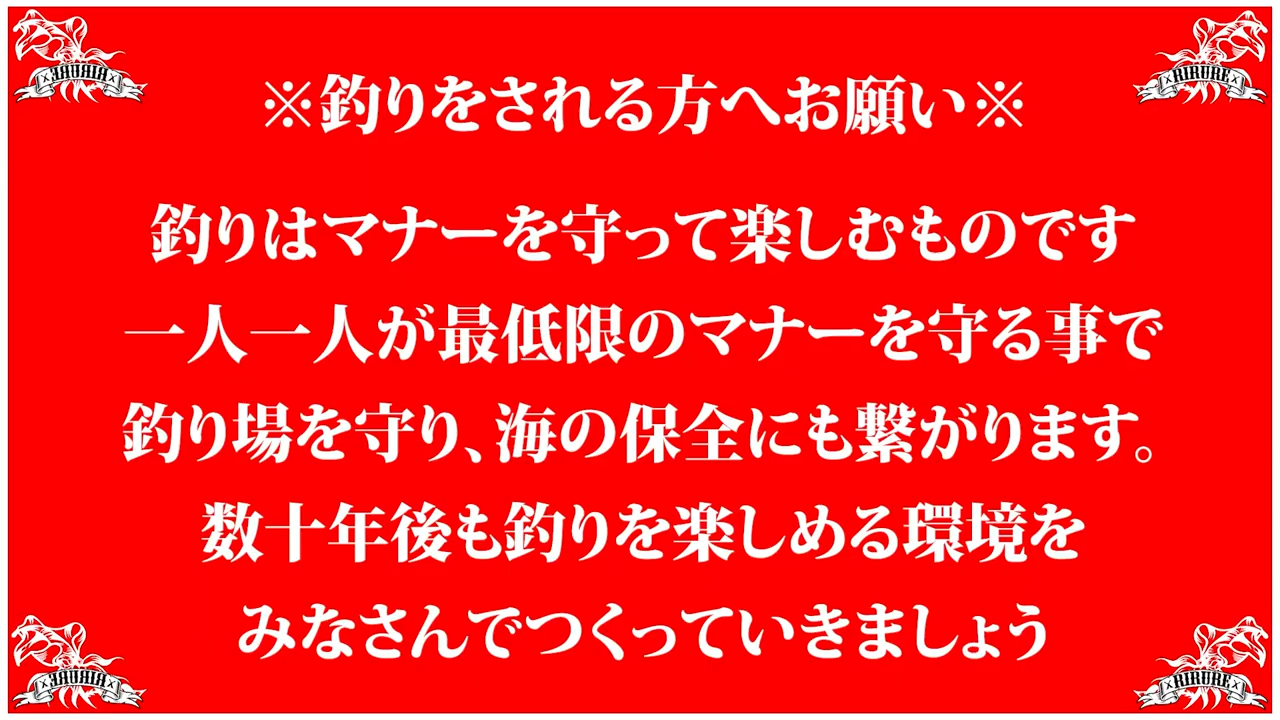 ※釣りをされる方へお願い※
釣りはマナーを守って楽しむものです
一人一人が最低限のマナーを守る事で
釣り場を守り、海の保全にも繋がります。
数十年後も釣りを楽しめる環境を
みなさんでつくっていきましょう
RIRURE
RIRURE
RIRURE
RIRURE